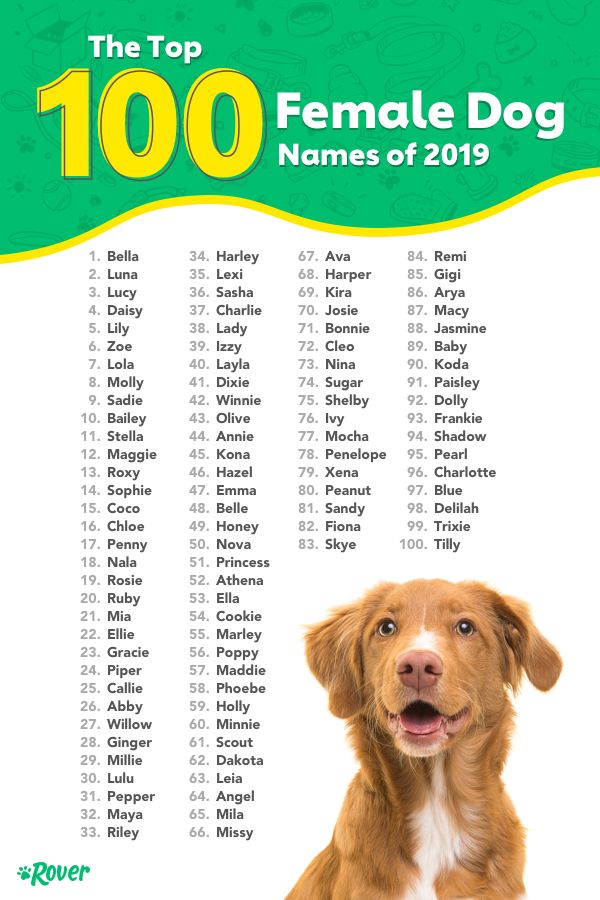 The Top
100 Female Dog
Names of 2019
1. Bella
2. Luna
3. Lucy
4. Daisy
5. Lily
6. Zoe
7. Lola
8. Molly
9. Sadie
10. Bailey
11. Stella
12. Maggie
13. Roxy
14. Sophie
15. Coco
16. Chloe
17. Penny
18. Nala
19. Rosie
20. Ruby
21. Mia
22. Ellie
23. Gracie
24. Piper
25. Callie
26. Abby
27. Willow
28. Ginger
29. Millie
30. Lulu
31. Pepper
32. Maya
33. Riley
34. Harley
35. Lexi
36. Sasha
37. Charlie
38. Lady
39. Izzy
40. Layla
41. Dixie
42. Winnie
43. Olive
44. Annie
45. Kona
46. Hazel
47. Emma
48. Belle
49. Honey
50. Nova
51. Princess
52. Athena
53. Ella
54. Cookie
55. Marley
56. Poppy
57. Maddie
58. Phoebe
59. Holly
60. Minnie
61. Scout
62. Dakota
63. Leia
64. Angel
65. Mila
66. Missy
67. Ava
68. Harper
69. Kira
70. Josie
71. Bonnie
72. Cleo
73. Nina
74. Sugar
75. Shelby
76. Ivy
77. Mocha
78. Penelope
79. Xena
80. Peanut
81. Sandy
82. Fiona
83. Skye
84. Remi
85. Gigi
86. Arya
87. Macy
88. Jasmine
89. Baby
90. Koda
91. Paisley
92. Dolly
93. Frankie
94. Shadow
95. Pearl
96. Charlotte
97. Blue
98. Delilah
99. Trixie
100. Tilly
Rover